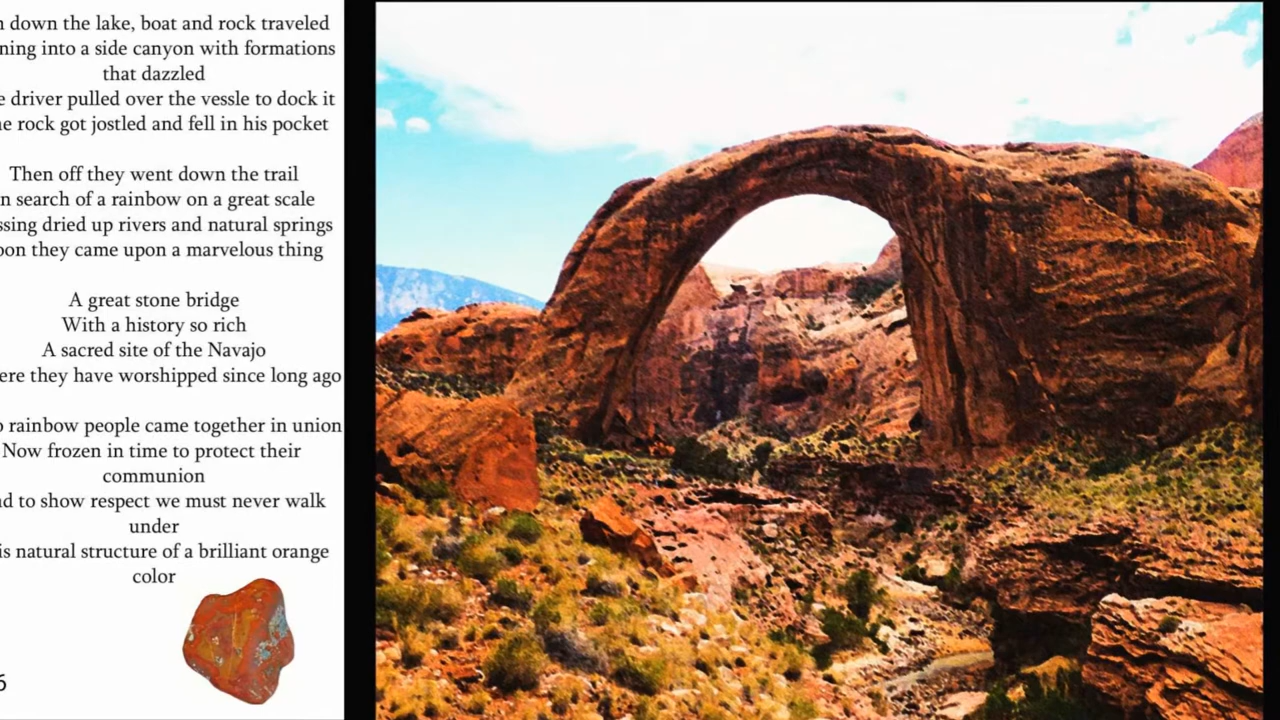 down the lake, boat and rock traveled
ning into a side canyon with formations
that dazzled
driver pulled over the vessle to dock it
rock got jostled and fell in his pocket
Then off they went down the trail
n search of a rainbow on a great scale
ssing dried up rivers and natural springs
oon they came upon a marvelous thing
A great stone bridge
With a history so rich
A sacred site of the Navajo
ere they have worshipped since long ago
rainbow people came together in union
Now frozen in time to protect their
communion
nd to show respect we must never walk
under
is natural structure of a brilliant orange
color
6